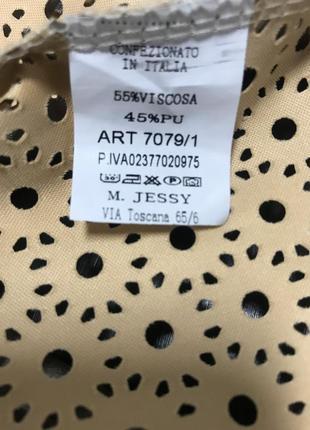 CONFEZIONATO
IN ITALIA
55%VISCOSA
45%PU
ART 7079/1
P.IVA02377020975
M. JESSY
VIA Toscana 65/6